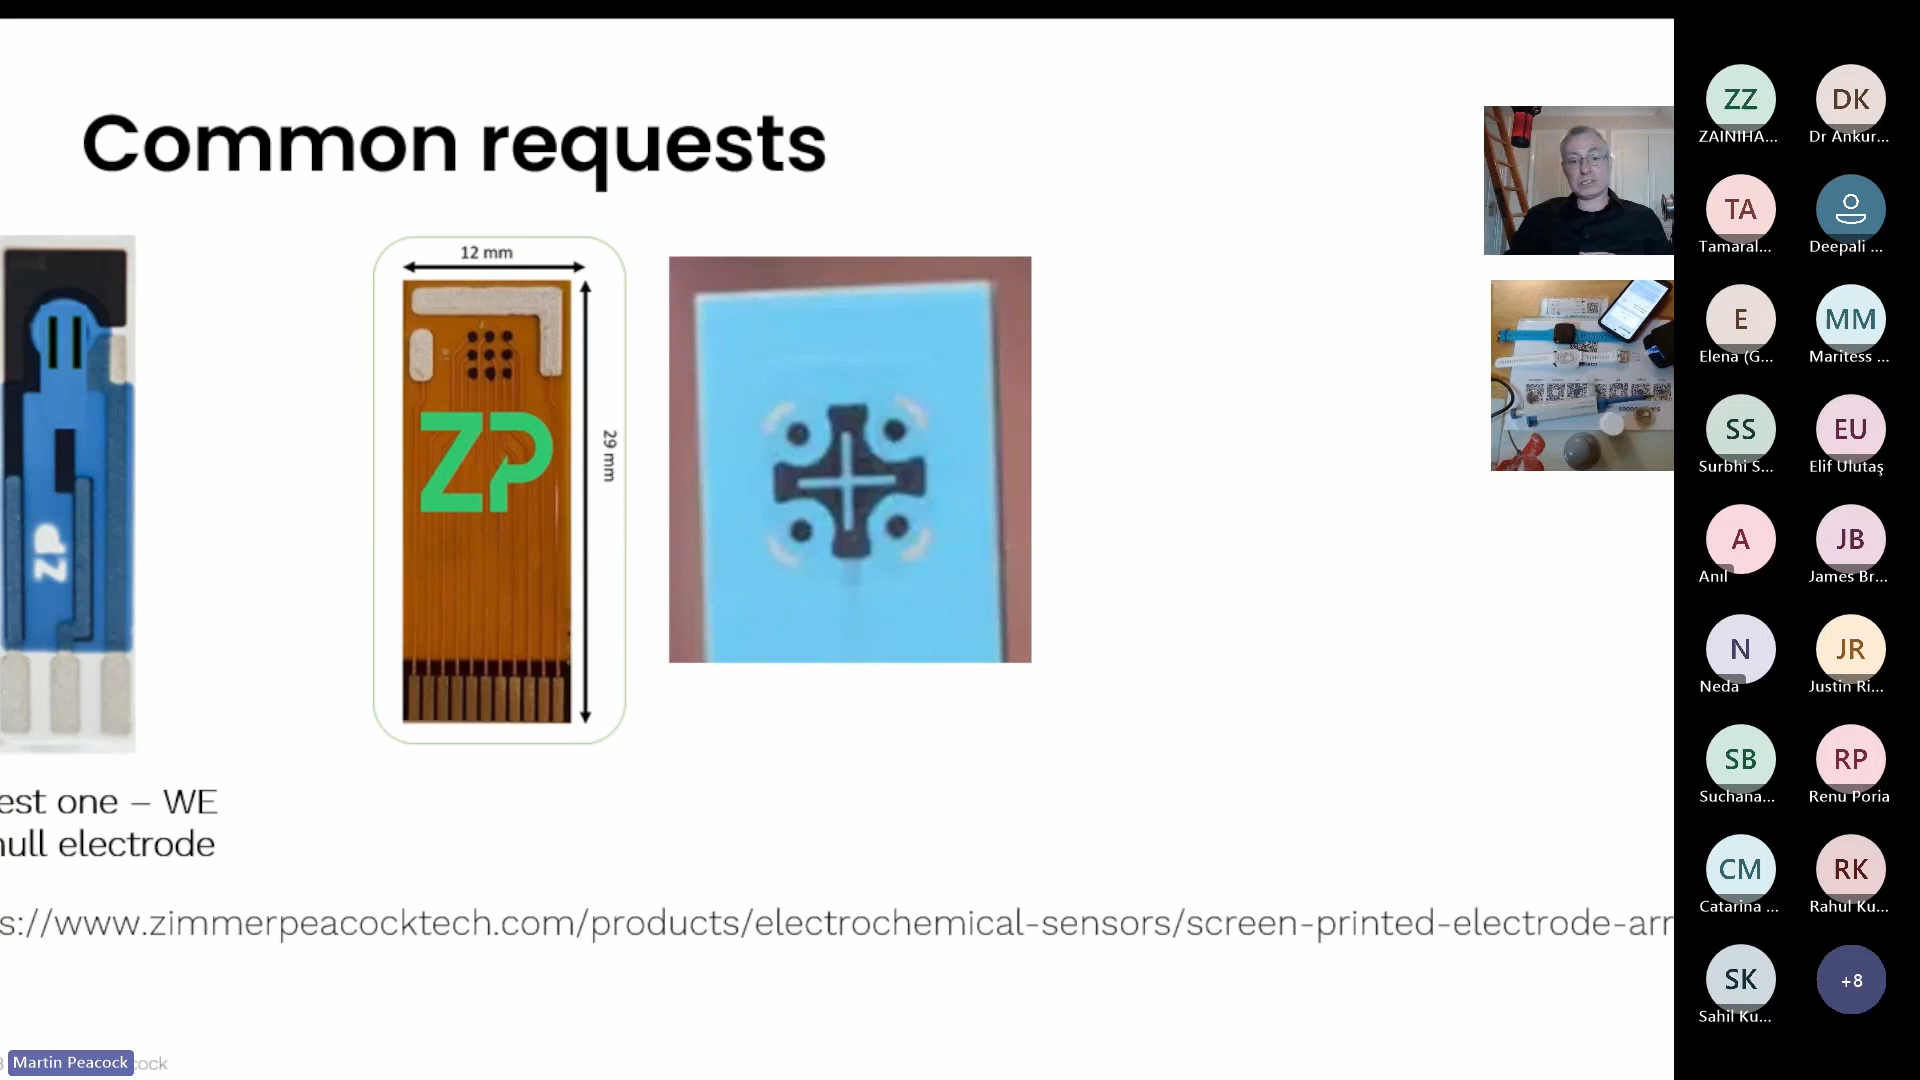 Common requests
12 mm
29 mm
ZP
ZP
est one – WE
null electrode
s://www.zimmerpeacocktech.com/products/electrochemical-sensors/screen-printed-electrode-arr
Martin Peacock
cock
ZZ
ZAINIHA...
DK
Dr Ankur...
TA
Tamaral...
Deepali ...
E
Elena (G...
MM
Maritess ...
SS
Surbhi S...
EU
Elif Ulutaş
A
Anıl
JB
James Br...
N
Neda
JR
Justin Ri...
SB
Suchana...
RP
Renu Poria
CM
Catarina ...
RK
Rahul Ku...
SK
Sahil Ku...
+8